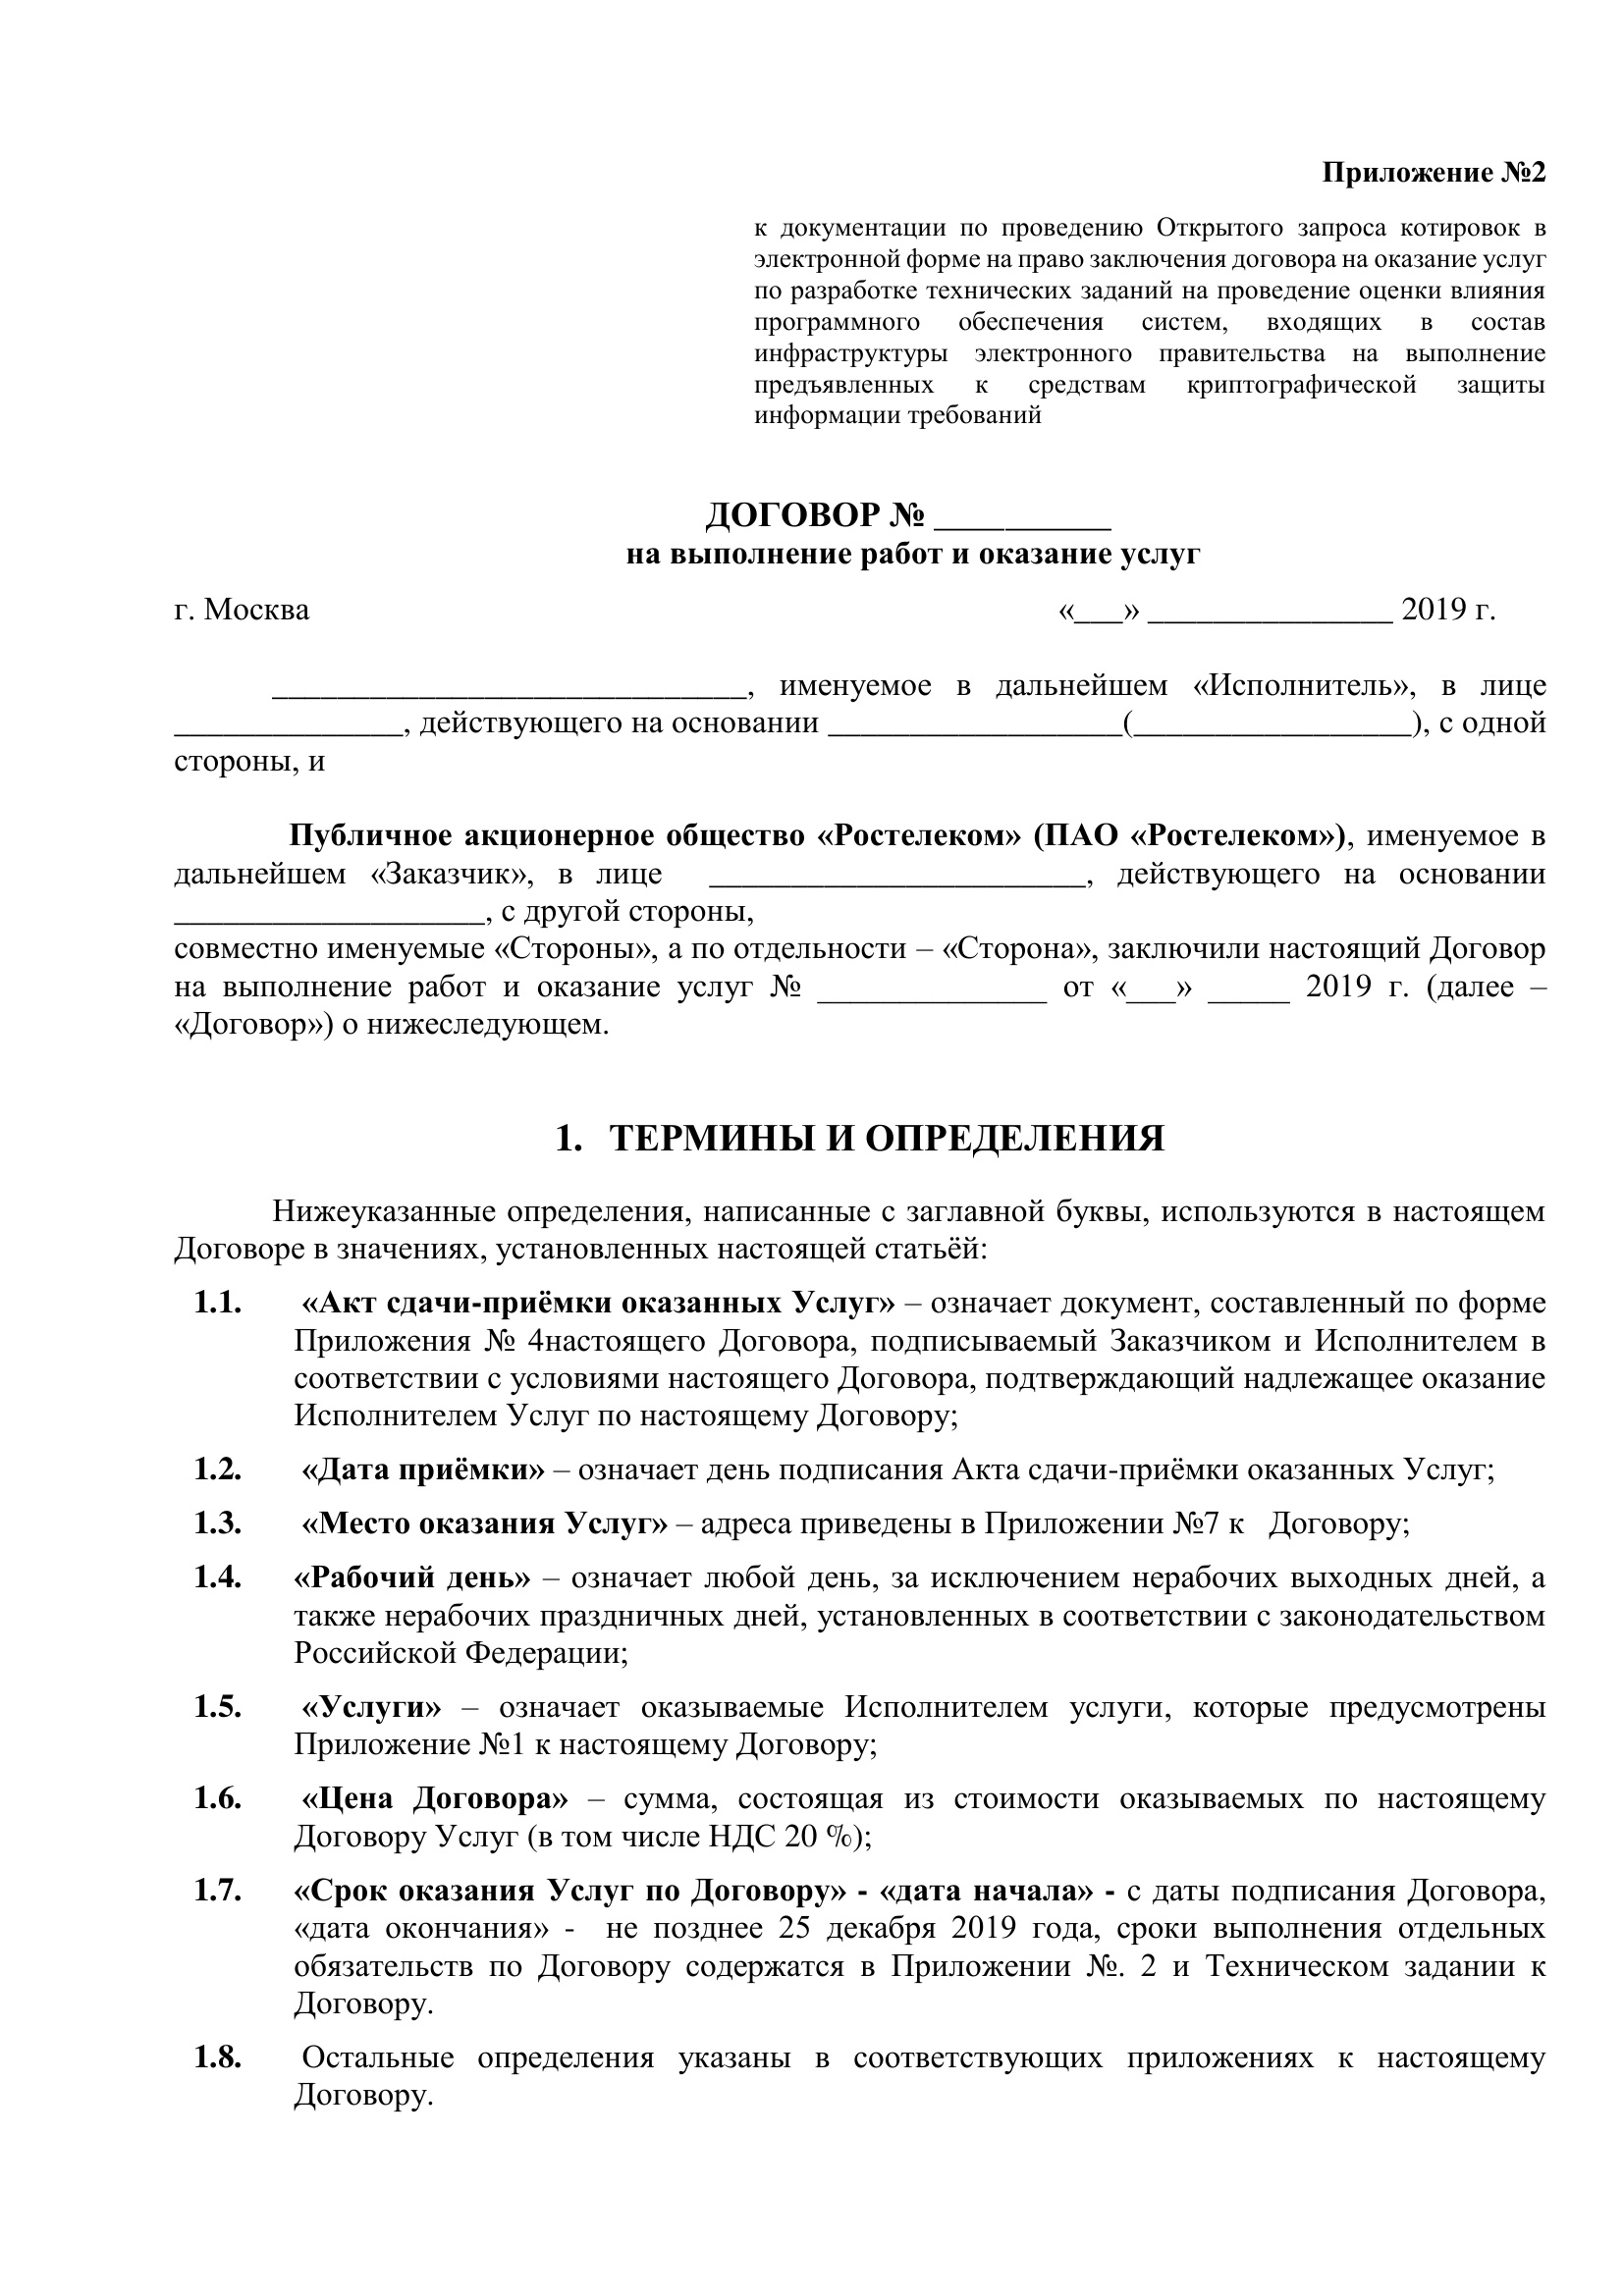 Приложение №2
к документации по проведению Открытого запроса котировок в
электронной форме на право заключения договора на оказание услуг
по разработке технических заданий на проведение оценки влияния
программного обеспечения систем, входящих в состав
инфраструктуры электронного правительства на выполнение
предъявленных к средствам криптографической защиты
информации требований
ДОГОВОР № __________
на выполнение работ и оказание услуг
г. Москва «___» _______________ 2019 г.
_____________________________, именуемое в дальнейшем «Исполнитель», в лице
______________, действующего на основании __________________(_________________), с одной
стороны, и
Публичное акционерное общество «Ростелеком» (ПАО «Ростелеком»), именуемое в
дальнейшем «Заказчик», в лице _______________________, действующего на основании
___________________, с другой стороны,
совместно именуемые «Стороны», а по отдельности – «Сторона», заключили настоящий Договор
на выполнение работ и оказание услуг № ______________ от «___» _____ 2019 г. (далее –
«Договор») о нижеследующем.
1. ТЕРМИНЫ И ОПРЕДЕЛЕНИЯ
Нижеуказанные определения, написанные с заглавной буквы, используются в настоящем
Договоре в значениях, установленных настоящей статьёй:
1.1. «Акт сдачи-приёмки оказанных Услуг» – означает документ, составленный по форме
Приложения № 4настоящего Договора, подписываемый Заказчиком и Исполнителем в
соответствии с условиями настоящего Договора, подтверждающий надлежащее оказание
Исполнителем Услуг по настоящему Договору;
1.2. «Дата приёмки» – означает день подписания Акта сдачи-приёмки оказанных Услуг;
1.3. «Место оказания Услуг» – адреса приведены в Приложении №7 к Договору;
1.4. «Рабочий день» – означает любой день, за исключением нерабочих выходных дней, а
также нерабочих праздничных дней, установленных в соответствии с законодательством
Российской Федерации;
1.5. «Услуги» – означает оказываемые Исполнителем услуги, которые предусмотрены
Приложение №1 к настоящему Договору;
1.6. «Цена Договора» – сумма, состоящая из стоимости оказываемых по настоящему
Договору Услуг (в том числе НДС 20 %);
1.7. «Срок оказания Услуг по Договору» - «дата начала» - с даты подписания Договора,
«дата окончания» - не позднее 25 декабря 2019 года, сроки выполнения отдельных
обязательств по Договору содержатся в Приложении №. 2 и Техническом задании к
Договору.
1.8. Остальные определения указаны в соответствующих приложениях к настоящему
Договору.